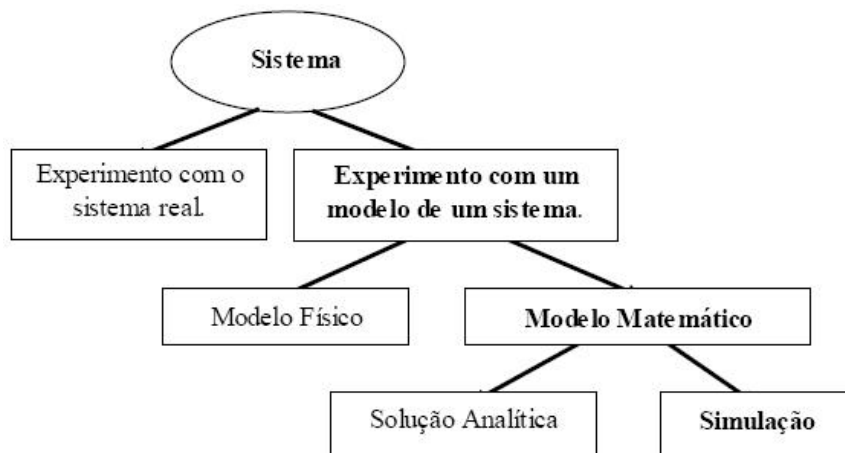 Sistema
Experimento com o
sistema real.
Experimento com um
modelo de um sistema.
Modelo Físico
Modelo Matemático
Solução Analítica
Simulação